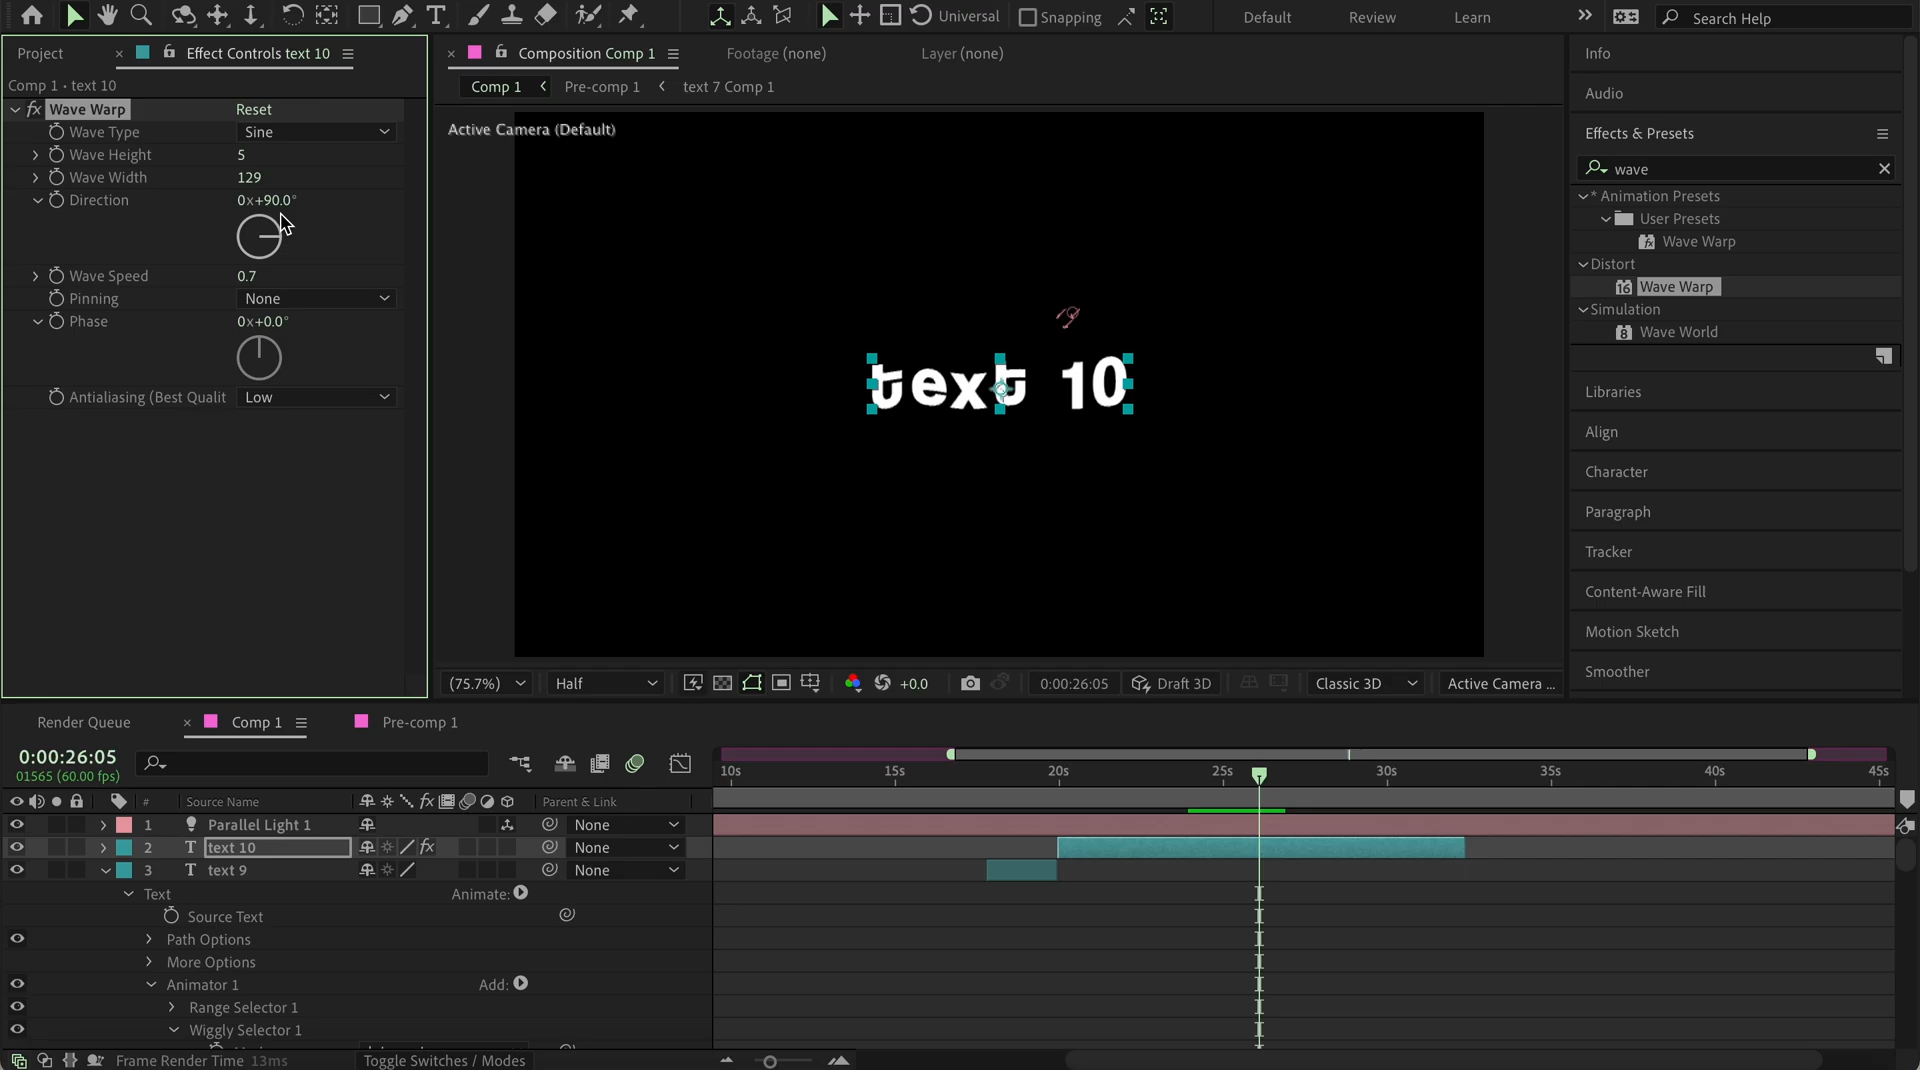 Universal
Snapping
Default
Review
Learn
Search Help
Project
Effect Controls text 10
Comp 1 • text 10
fx Wave Warp Reset
Wave Type Sine
Wave Height 5
Wave Width 129
Direction 0x+90.0°
Wave Speed 0.7
Pinning None
Phase 0x+0.0°
Antialiasing (Best Qualit Low
Composition Comp 1
Footage (none)
Layer (none)
Comp 1
Pre-comp 1
text 7 Comp 1
Active Camera (Default)
text 10
(75.7%)
Half
+0.0
0:00:26:05
Draft 3D
Classic 3D
Active Camera ...
Info
Audio
Effects & Presets
wave
* Animation Presets
User Presets
Wave Warp
Distort
Wave Warp
Simulation
Wave World
Libraries
Align
Character
Paragraph
Tracker
Content-Aware Fill
Motion Sketch
Smoother
Render Queue
Comp 1
Pre-comp 1
0:00:26:05
01565 (60.00 fps)
10s 15s 20s 25s 30s 35s 40s 45s
# Source Name fx Parent & Link
1 Parallel Light 1 None
2 T text 10 fx None
3 T text 9 None
Text Animate:
Source Text
Path Options
More Options
Animator 1 Add:
Range Selector 1
Wiggly Selector 1
Frame Render Time 13ms
Toggle Switches / Modes